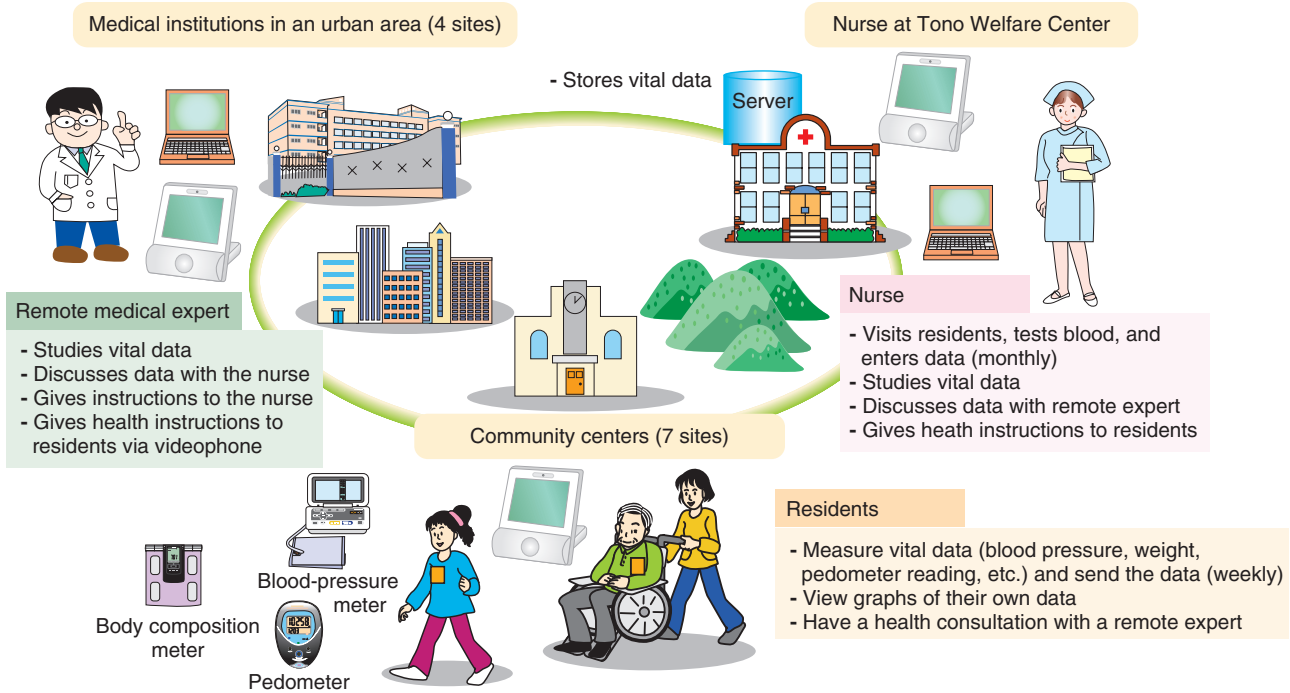 Medical institutions in an urban area (4 sites)
Nurse at Tono Welfare Center
- Stores vital data
Server
Remote medical expert
- Studies vital data
- Discusses data with the nurse
- Gives instructions to the nurse
- Gives health instructions to
residents via videophone
Nurse
- Visits residents, tests blood, and
enters data (monthly)
- Studies vital data
- Discusses data with remote expert
- Gives heath instructions to residents
Community centers (7 sites)
Blood-pressure
meter
Body composition
meter
10258
Pedometer
Residents
- Measure vital data (blood pressure, weight,
pedometer reading, etc.) and send the data (weekly)
- View graphs of their own data
- Have a health consultation with a remote expert